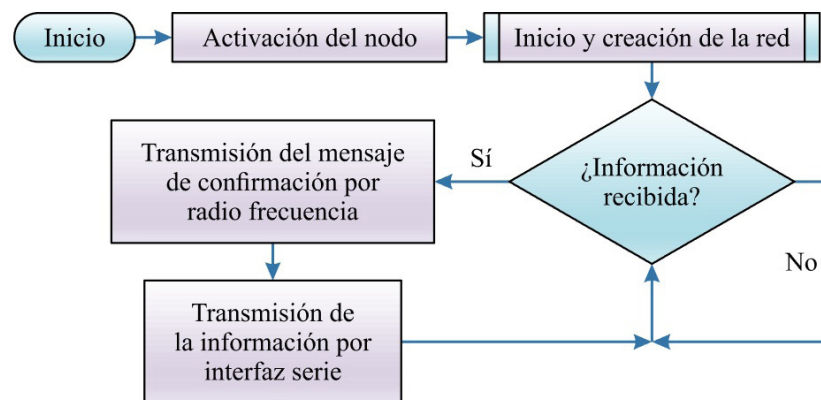 Inicio
Activación del nodo
Inicio y creación de la red
¿Información
recibida?
Sí
Transmisión del mensaje
de confirmación por
radio frecuencia
No
Transmisión de
la información por
interfaz serie